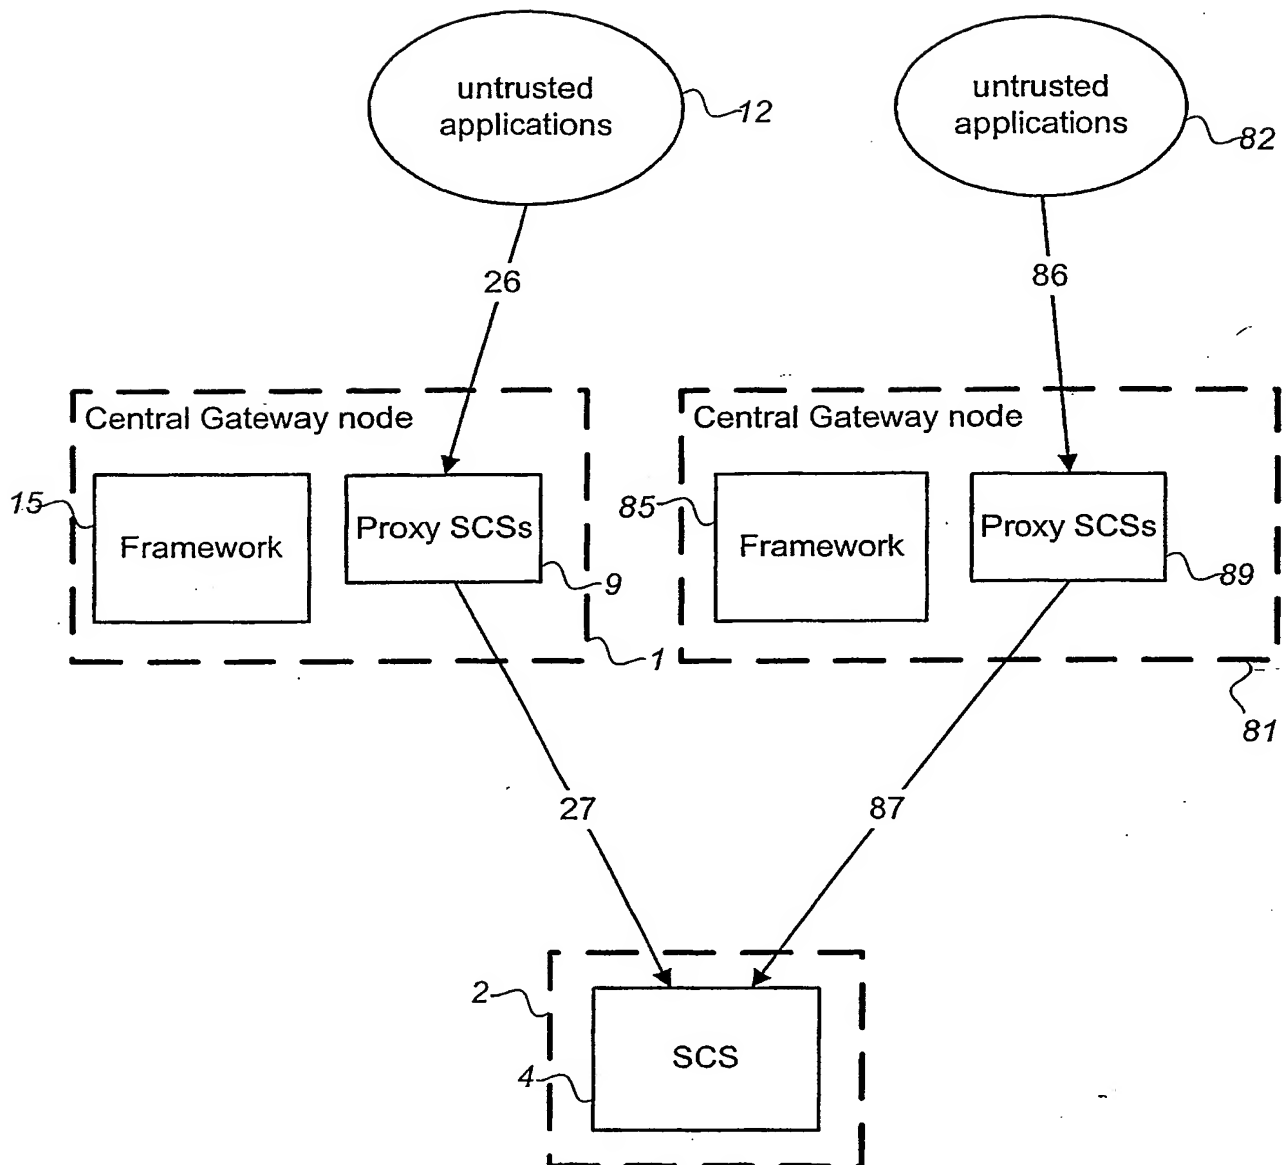 untrusted
applications
12
untrusted
applications
82
26
86
Central Gateway node
Central Gateway node
15
Framework
Proxy SCSs
9
1
85
Framework
Proxy SCSs
89
81
27
87
2
SCS
4